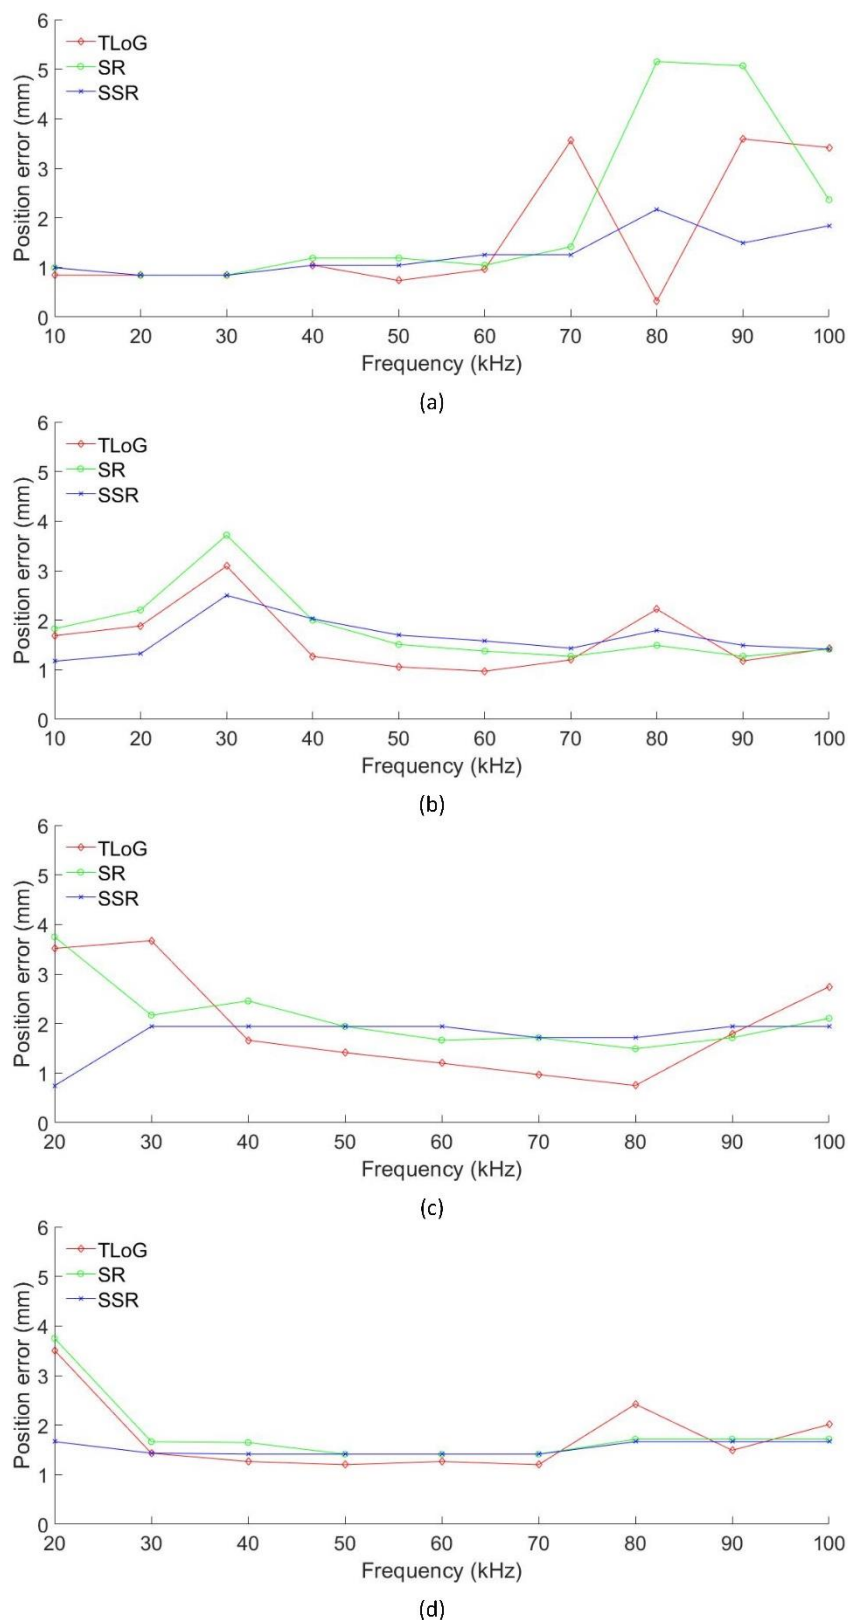 6
5
4
3
2
1
0
Position error (mm)
TLoG
SR
SSR
10 20 30 40 50 60 70 80 90 100
Frequency (kHz)
(a)
6
5
4
3
2
1
0
Position error (mm)
TLoG
SR
SSR
10 20 30 40 50 60 70 80 90 100
Frequency (kHz)
(b)
6
5
4
3
2
1
0
Position error (mm)
TLoG
SR
SSR
20 30 40 50 60 70 80 90 100
Frequency (kHz)
(c)
6
5
4
3
2
1
0
Position error (mm)
TLoG
SR
SSR
20 30 40 50 60 70 80 90 100
Frequency (kHz)
(d)